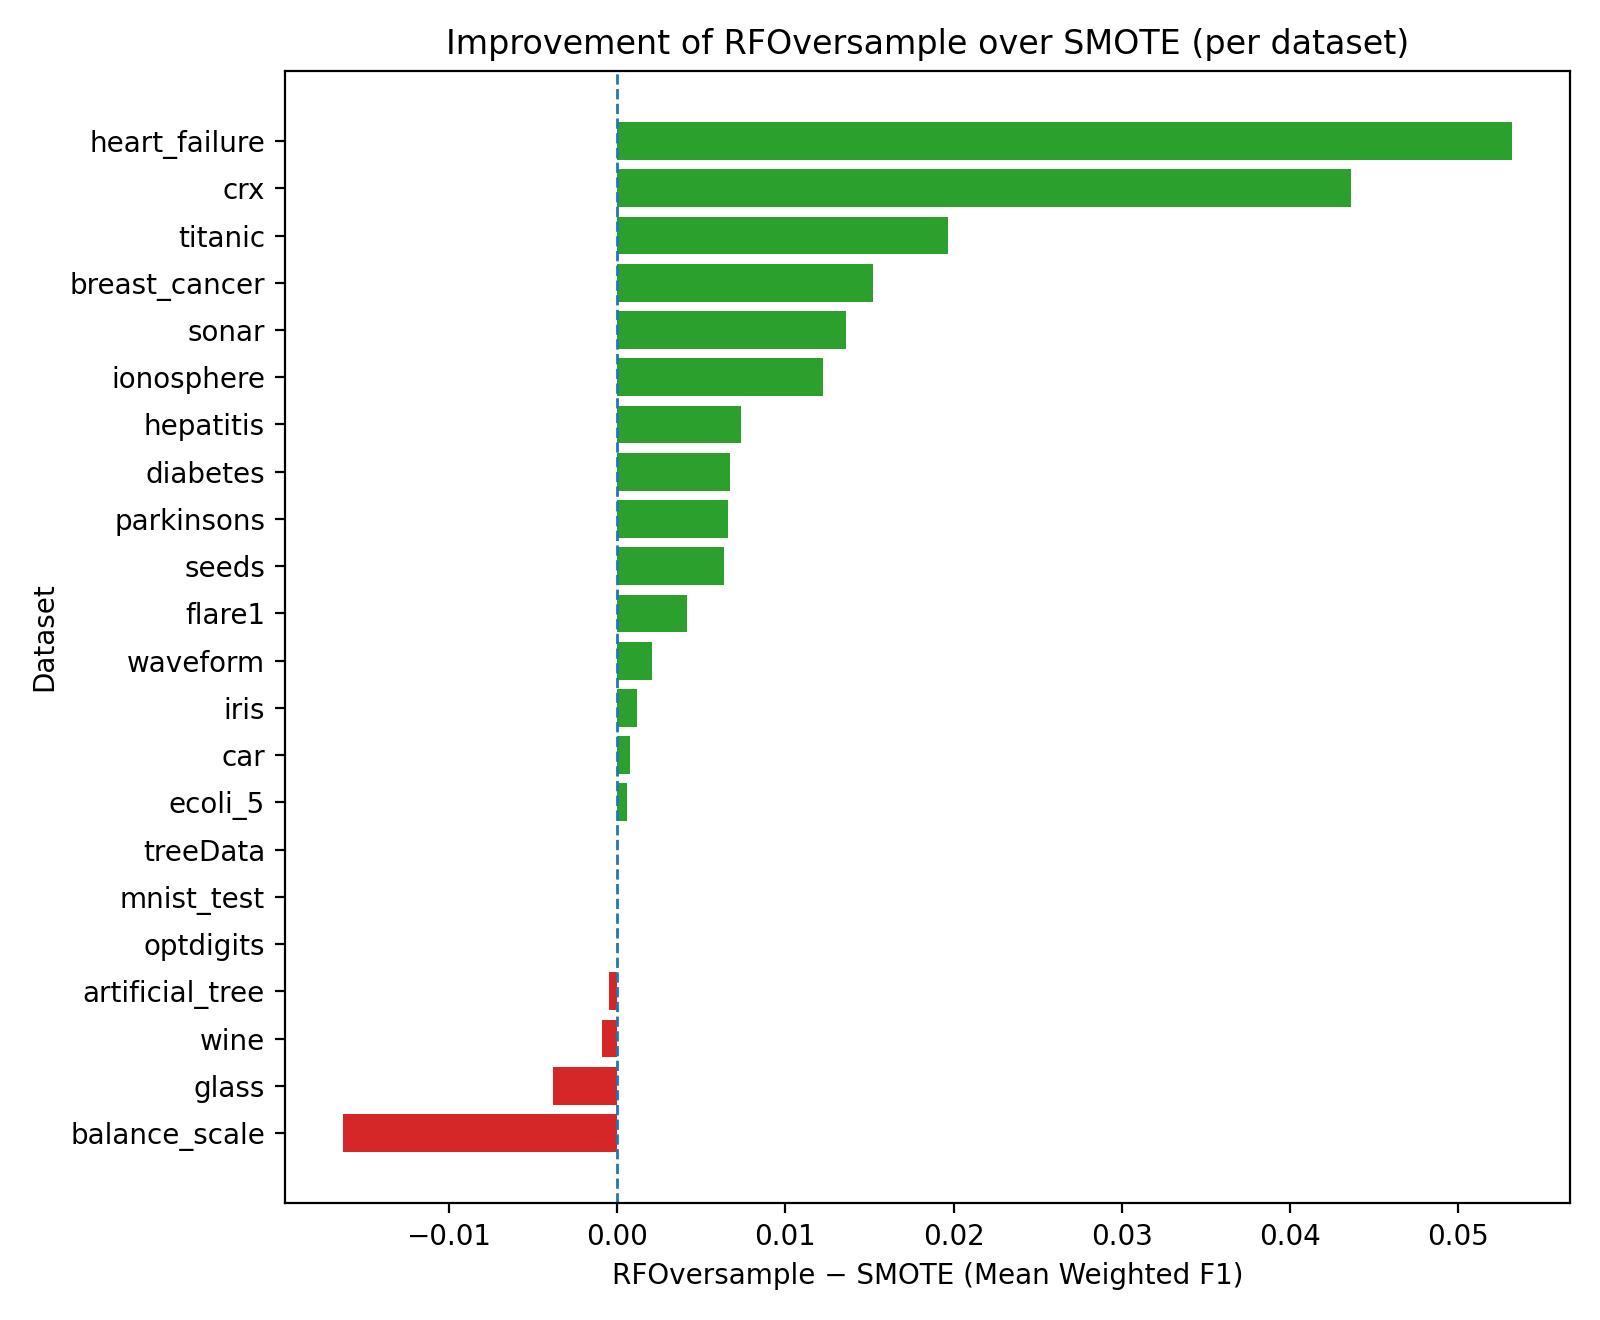 Improvement of RFOversample over SMOTE (per dataset)
heart_failure
crx
titanic
breast_cancer
sonar
ionosphere
hepatitis
diabetes
parkinsons
seeds
flare1
waveform
iris
car
ecoli_5
treeData
mnist_test
optdigits
artificial_tree
wine
glass
balance_scale
Dataset
−0.01 0.00 0.01 0.02 0.03 0.04 0.05
RFOversample − SMOTE (Mean Weighted F1)